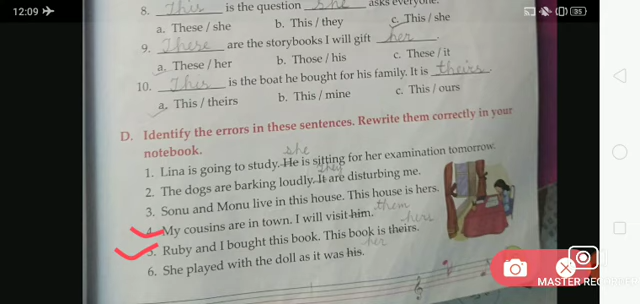 12:09
35
8. This is the question she asks everyone.
a. These / she b. This / they c. This / she
9. These are the storybooks I will gift her.
a. These / her b. Those / his c. These / it
10. This is the boat he bought for his family. It is theirs.
a. This / theirs b. This / mine c. This / ours
D. Identify the errors in these sentences. Rewrite them correctly in your
notebook.
she
1. Lina is going to study. He is sitting for her examination tomorrow.
They
2. The dogs are barking loudly. It are disturbing me.
3. Sonu and Monu live in this house. This house is hers.
them
4. My cousins are in town. I will visit him.
hers
5. Ruby and I bought this book. This book is theirs.
her
6. She played with the doll as it was his.
MASTER RECORDER